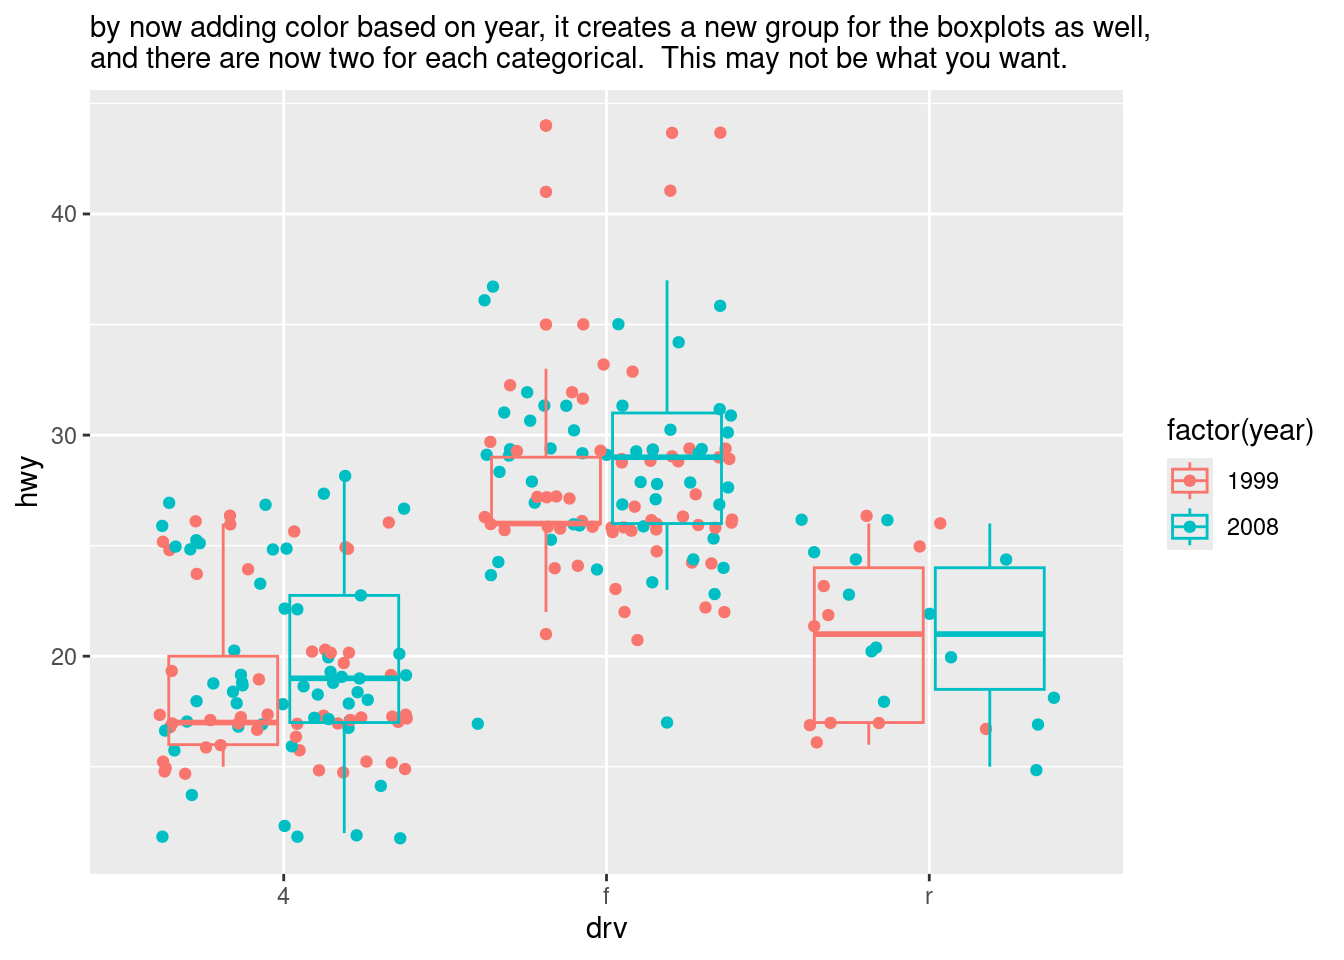 by now adding color based on year, it creates a new group for the boxplots as well,
and there are now two for each categorical.  This may not be what you want.
40
30
20
hwy
4
f
r
drv
factor(year)
1999
2008